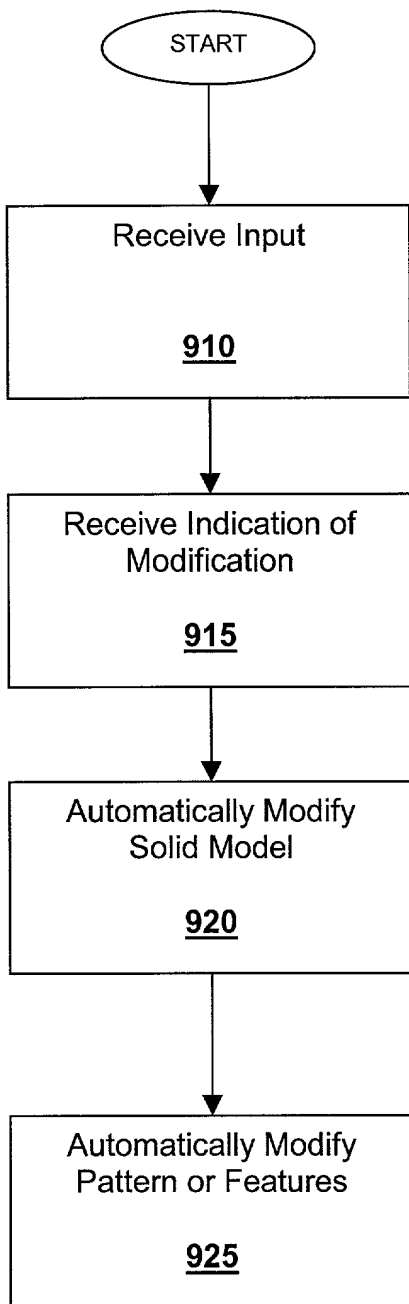 START
Receive Input
910
Receive Indication of
Modification
915
Automatically Modify
Solid Model
920
Automatically Modify
Pattern or Features
925